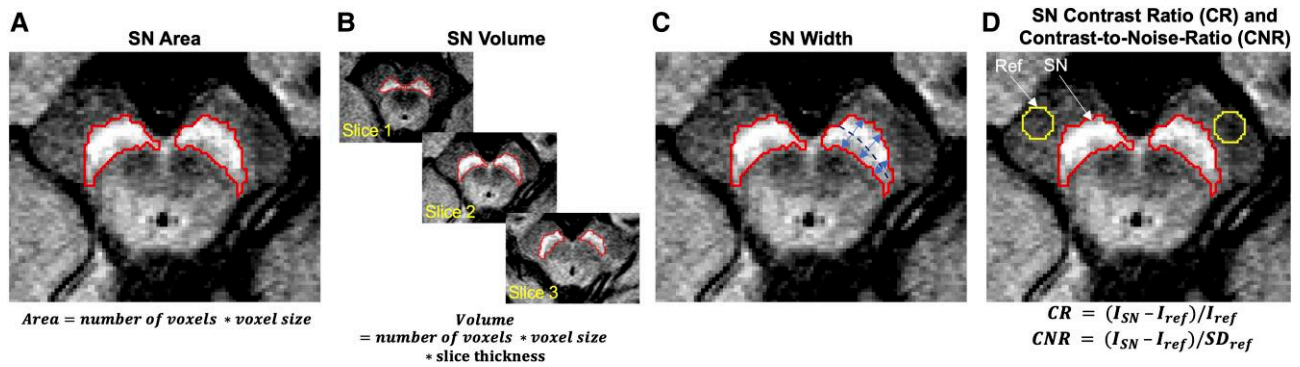 A
SN Area
Area = number of voxels * voxel size
B
SN Volume
Slice 1
Slice 2
Slice 3
Volume
= number of voxels * voxel size
* slice thickness
C
SN Width
D
SN Contrast Ratio (CR) and
Contrast-to-Noise-Ratio (CNR)
Ref
SN
CR = (I_SN – I_ref)/I_ref
CNR = (I_SN – I_ref)/SD_ref